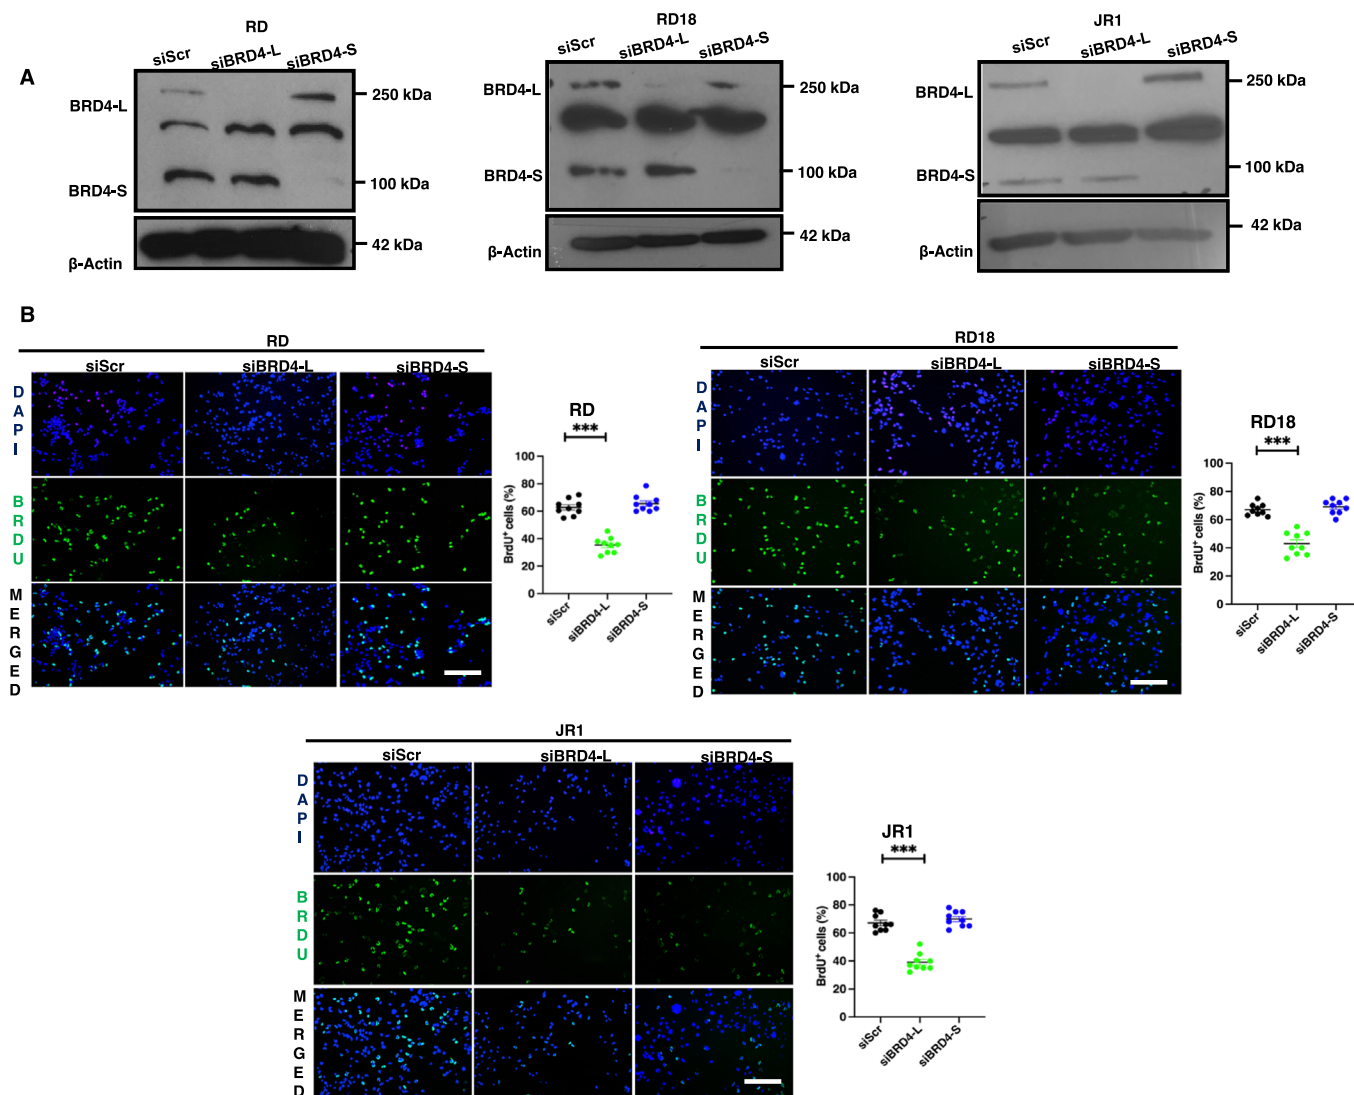 A
RD
siScr siBRD4-L siBRD4-S
BRD4-L
250 kDa
BRD4-S
100 kDa
β-Actin
42 kDa
RD18
siScr siBRD4-L siBRD4-S
BRD4-L
250 kDa
BRD4-S
100 kDa
β-Actin
42 kDa
JR1
siScr siBRD4-L siBRD4-S
BRD4-L
250 kDa
BRD4-S
100 kDa
β-Actin
42 kDa
B
RD
siScr siBRD4-L siBRD4-S
DAPI
BRDU
MERGED
RD
***
BrdU⁺ cells (%)
100
80
60
40
20
0
siScr siBRD4-L siBRD4-S
RD18
siScr siBRD4-L siBRD4-S
DAPI
BRDU
MERGED
RD18
***
BrdU⁺ cells (%)
100
80
60
40
20
0
siScr siBRD4-L siBRD4-S
JR1
siScr siBRD4-L siBRD4-S
DAPI
BRDU
MERGED
JR1
***
BrdU⁺ cells (%)
100
80
60
40
20
0
siScr siBRD4-L siBRD4-S